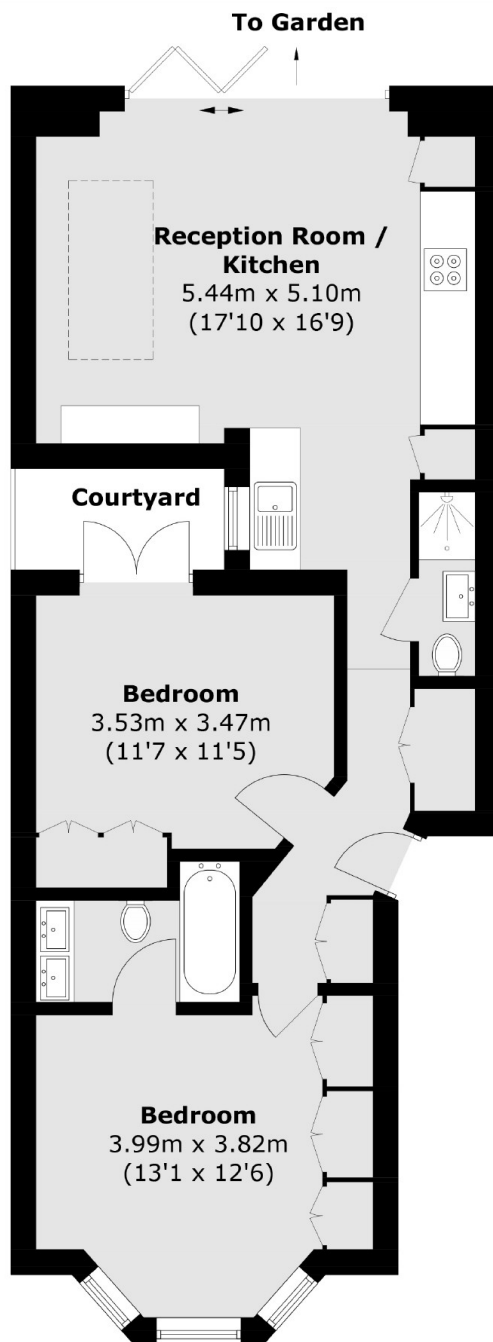 To Garden
Reception Room /
Kitchen
5.44m x 5.10m
(17'10 x 16'9)
Courtyard
Bedroom
3.53m x 3.47m
(11'7 x 11'5)
Bedroom
3.99m x 3.82m
(13'1 x 12'6)